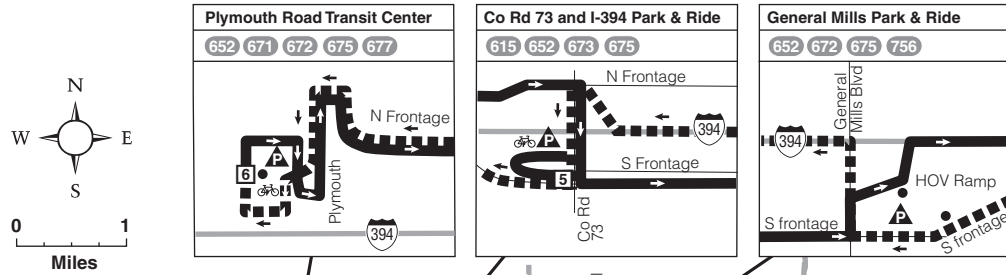 N
W
E
S
0
1
Miles
Plymouth Road Transit Center
652 671 672 675 677
N Frontage
P
6
Plymouth
394
Co Rd 73 and I-394 Park & Ride
615 652 673 675
N Frontage
P
394
S Frontage
5
Co Rd
73
General Mills Park & Ride
652 672 675 756
General
Mills Blvd
394
HOV Ramp
P
S frontage
S frontage